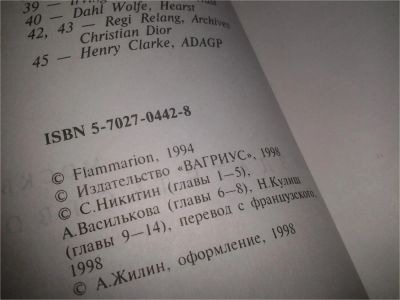 39 — Irving
40 — Dahl Wolfe, Hearst
42, 43 — Regi Relang, Archives
Christian Dior
45 — Henry Clarke, ADAGP
ISBN 5-7027-0442-8
© Flammarion, 1994
© Издательство «ВАГРИУС», 1998
© С.Никитин (главы 1—5),
А.Василькова (главы 6—8), Н.Кулиш
(главы 9—14), перевод с французского,
1998
© А.Жилин, оформление, 1998